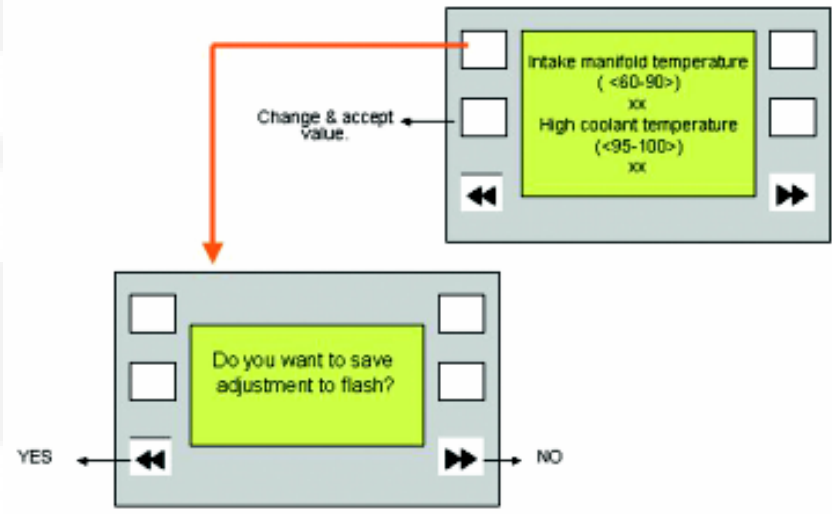 Intake manifold temperature
( <60-90>)
xx
High coolant temperature
(<95-100>)
xx
Change & accept
value.
Do you want to save
adjustment to flash?
YES
NO